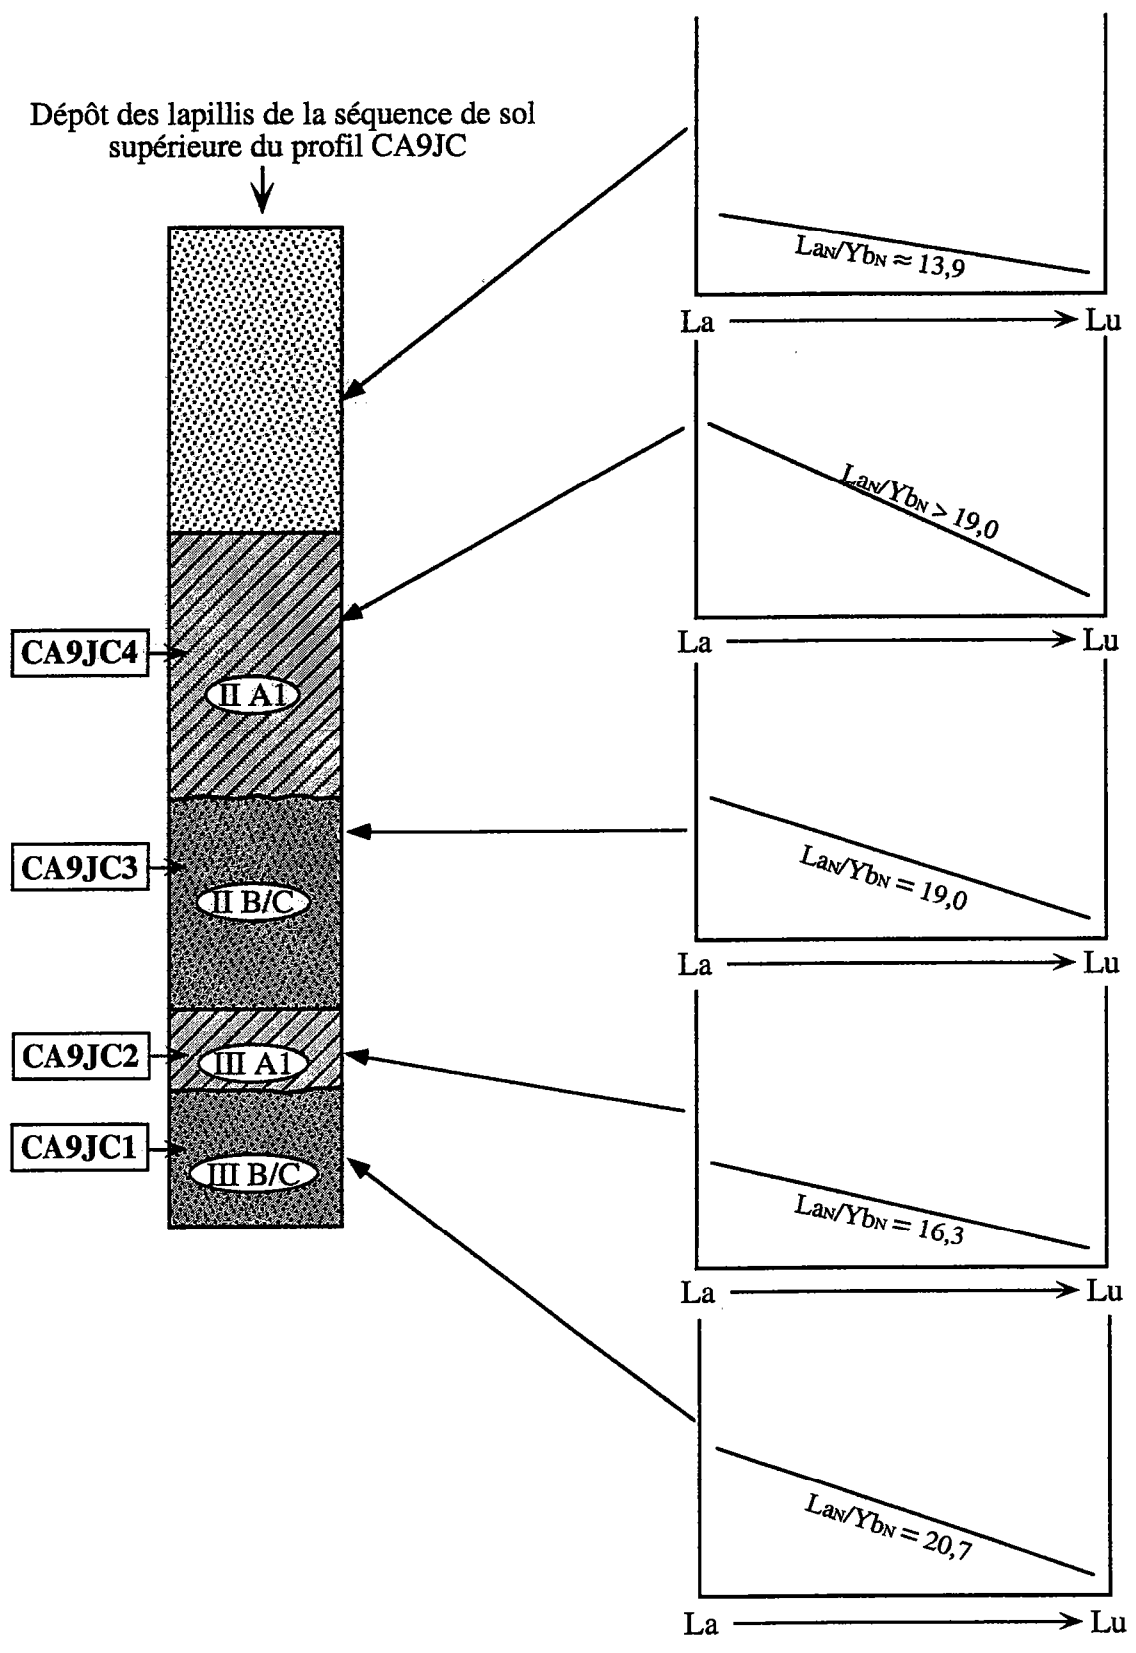 Dépôt des lapillis de la séquence de sol
supérieure du profil CA9JC
LaN/YbN ≈ 13,9
La
Lu
LaN/YbN > 19,0
La
Lu
CA9JC4
II A1
LaN/YbN = 19,0
La
Lu
CA9JC3
II B/C
CA9JC2
III A1
LaN/YbN = 16,3
La
Lu
CA9JC1
III B/C
LaN/YbN = 20,7
La
Lu